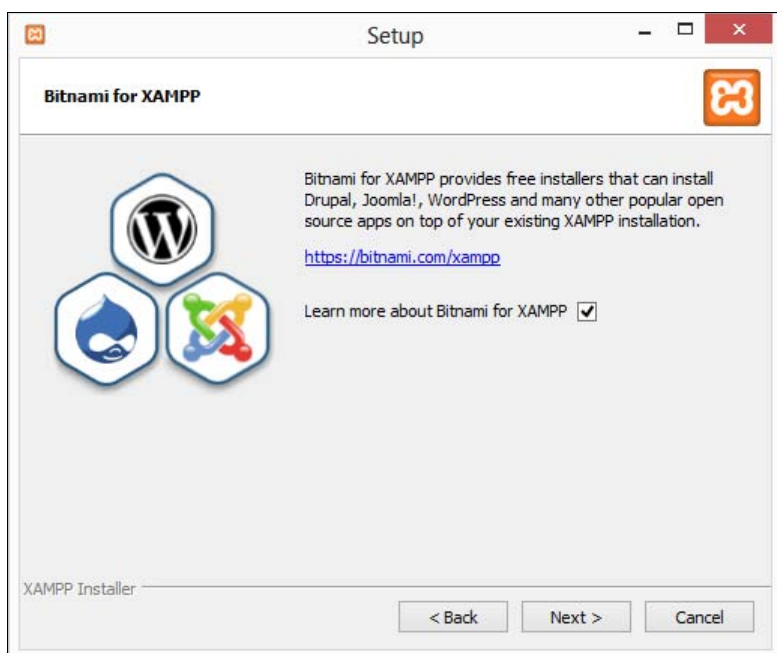 Setup
Bitnami for XAMPP
Bitnami for XAMPP provides free installers that can install
Drupal, Joomla!, WordPress and many other popular open
source apps on top of your existing XAMPP installation.
https://bitnami.com/xampp
Learn more about Bitnami for XAMPP
XAMPP Installer
< Back Next > Cancel